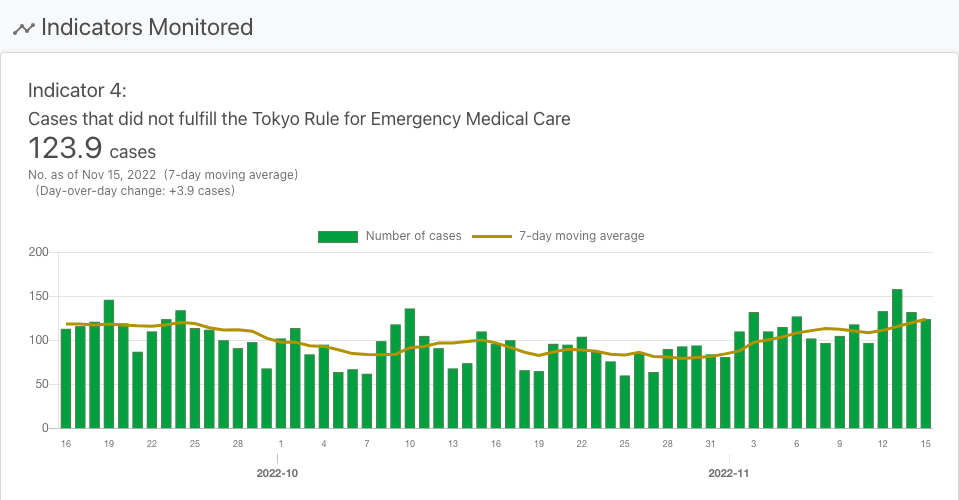 Indicators Monitored
Indicator 4:
Cases that did not fulfill the Tokyo Rule for Emergency Medical Care
123.9 cases
No. as of Nov 15, 2022 (7-day moving average)
(Day-over-day change: +3.9 cases)
Number of cases 7-day moving average
200
150
100
50
0
16 19 22 25 28 1 4 7 10 13 16 19 22 25 28 31 3 6 9 12 15
2022-10 2022-11